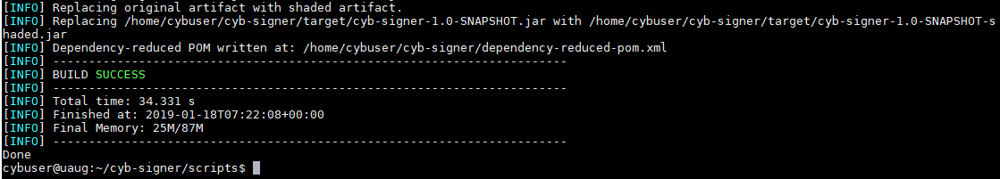 [INFO] Replacing original artifact with shaded artifact.
[INFO] Replacing /home/cybuser/cyb-signer/target/cyb-signer-1.0-SNAPSHOT.jar with /home/cybuser/cyb-signer/target/cyb-signer-1.0-SNAPSHOT-s
haded.jar
[INFO] Dependency-reduced POM written at: /home/cybuser/cyb-signer/dependency-reduced-pom.xml
[INFO] ------------------------------------------------------------------------
[INFO] BUILD SUCCESS
[INFO] ------------------------------------------------------------------------
[INFO] Total time: 34.331 s
[INFO] Finished at: 2019-01-18T07:22:08+00:00
[INFO] Final Memory: 25M/87M
[INFO] ------------------------------------------------------------------------
Done
cybuser@uaug:~/cyb-signer/scripts$